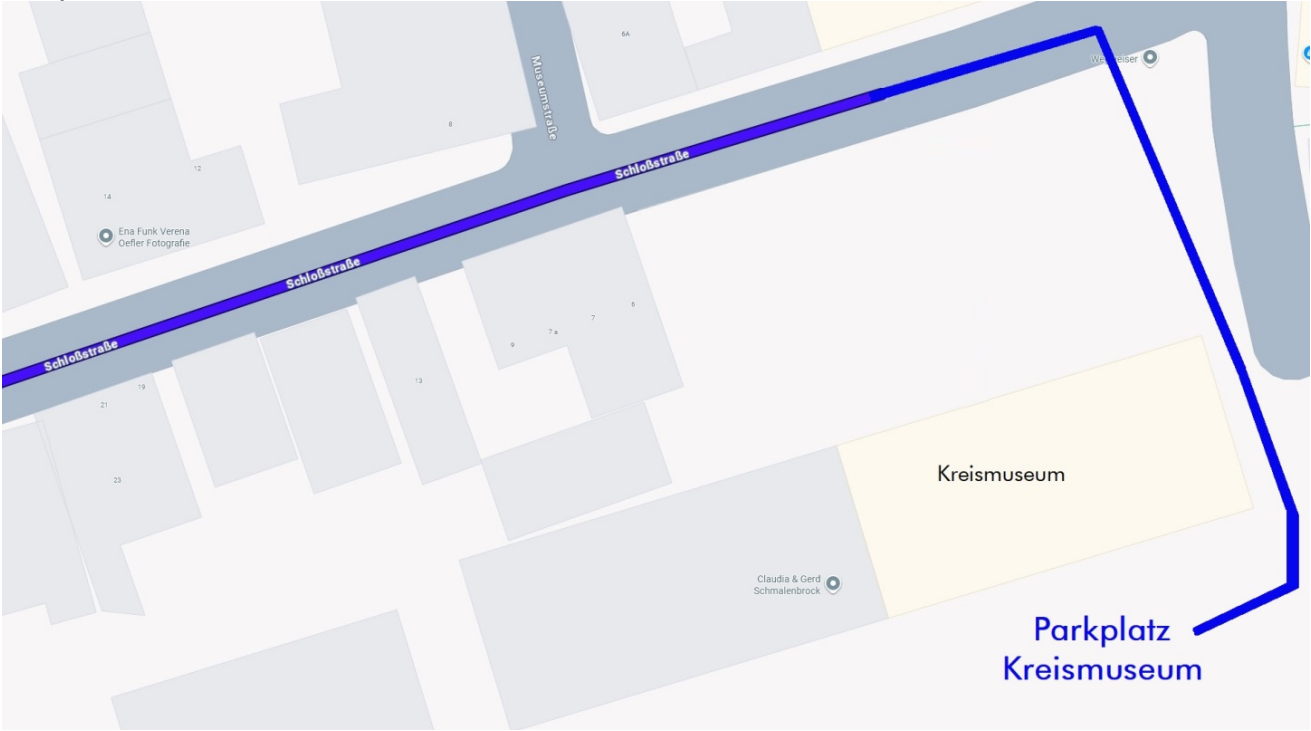 6A
Museumstraße
Schloßstraße
8
12
14
Ena Funk Verena
Oefler Fotografie
Schloßstraße
Schloßstraße
6
7
7 a
9
13
19
21
23
Kreismuseum
Claudia & Gerd
Schmalenbrock
Parkplatz
Kreismuseum